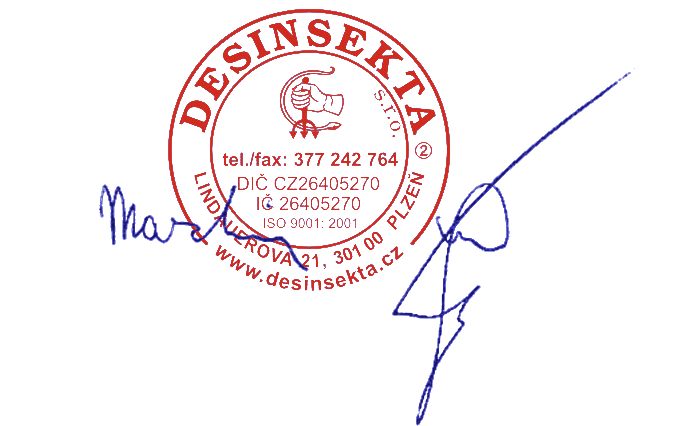 DESINSEKTA
s.r.o.
2
tel./fax: 377 242 764
DIČ CZ26405270
IČ 26405270
ISO 9001: 2001
LINDAUEROVA 21, 301 00 PLZEŇ
www.desinsekta.cz